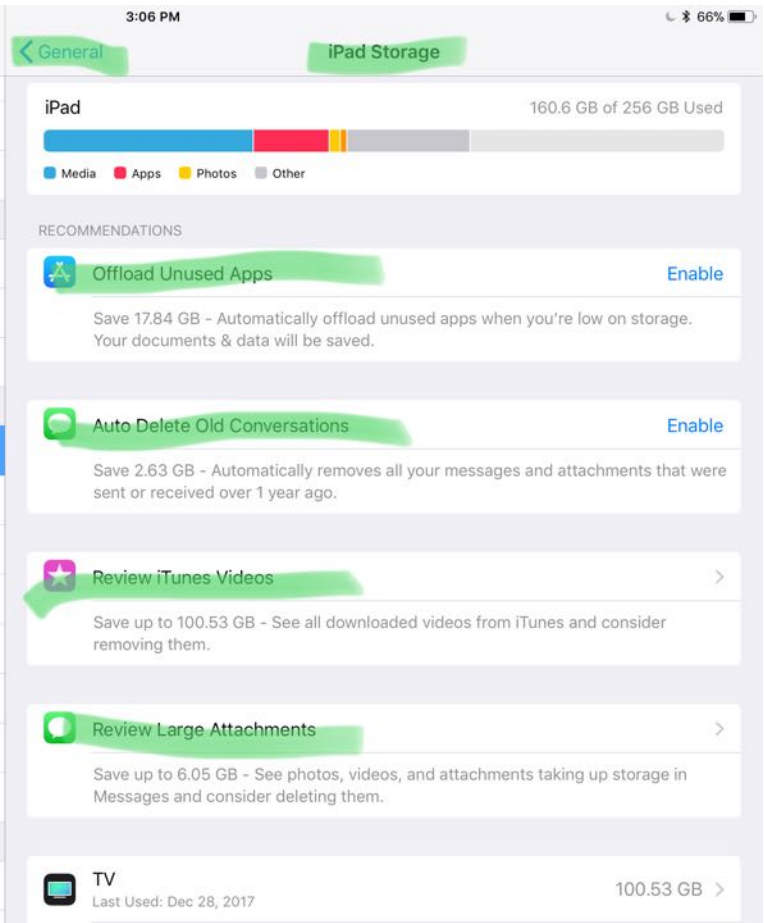 3:06 PM
66%
General
iPad Storage
iPad
160.6 GB of 256 GB Used
Media
Apps
Photos
Other
RECOMMENDATIONS
Offload Unused Apps
Enable
Save 17.84 GB - Automatically offload unused apps when you're low on storage.
Your documents & data will be saved.
Auto Delete Old Conversations
Enable
Save 2.63 GB - Automatically removes all your messages and attachments that were
sent or received over 1 year ago.
Review iTunes Videos
Save up to 100.53 GB - See all downloaded videos from iTunes and consider
removing them.
Review Large Attachments
Save up to 6.05 GB - See photos, videos, and attachments taking up storage in
Messages and consider deleting them.
TV
Last Used: Dec 28, 2017
100.53 GB